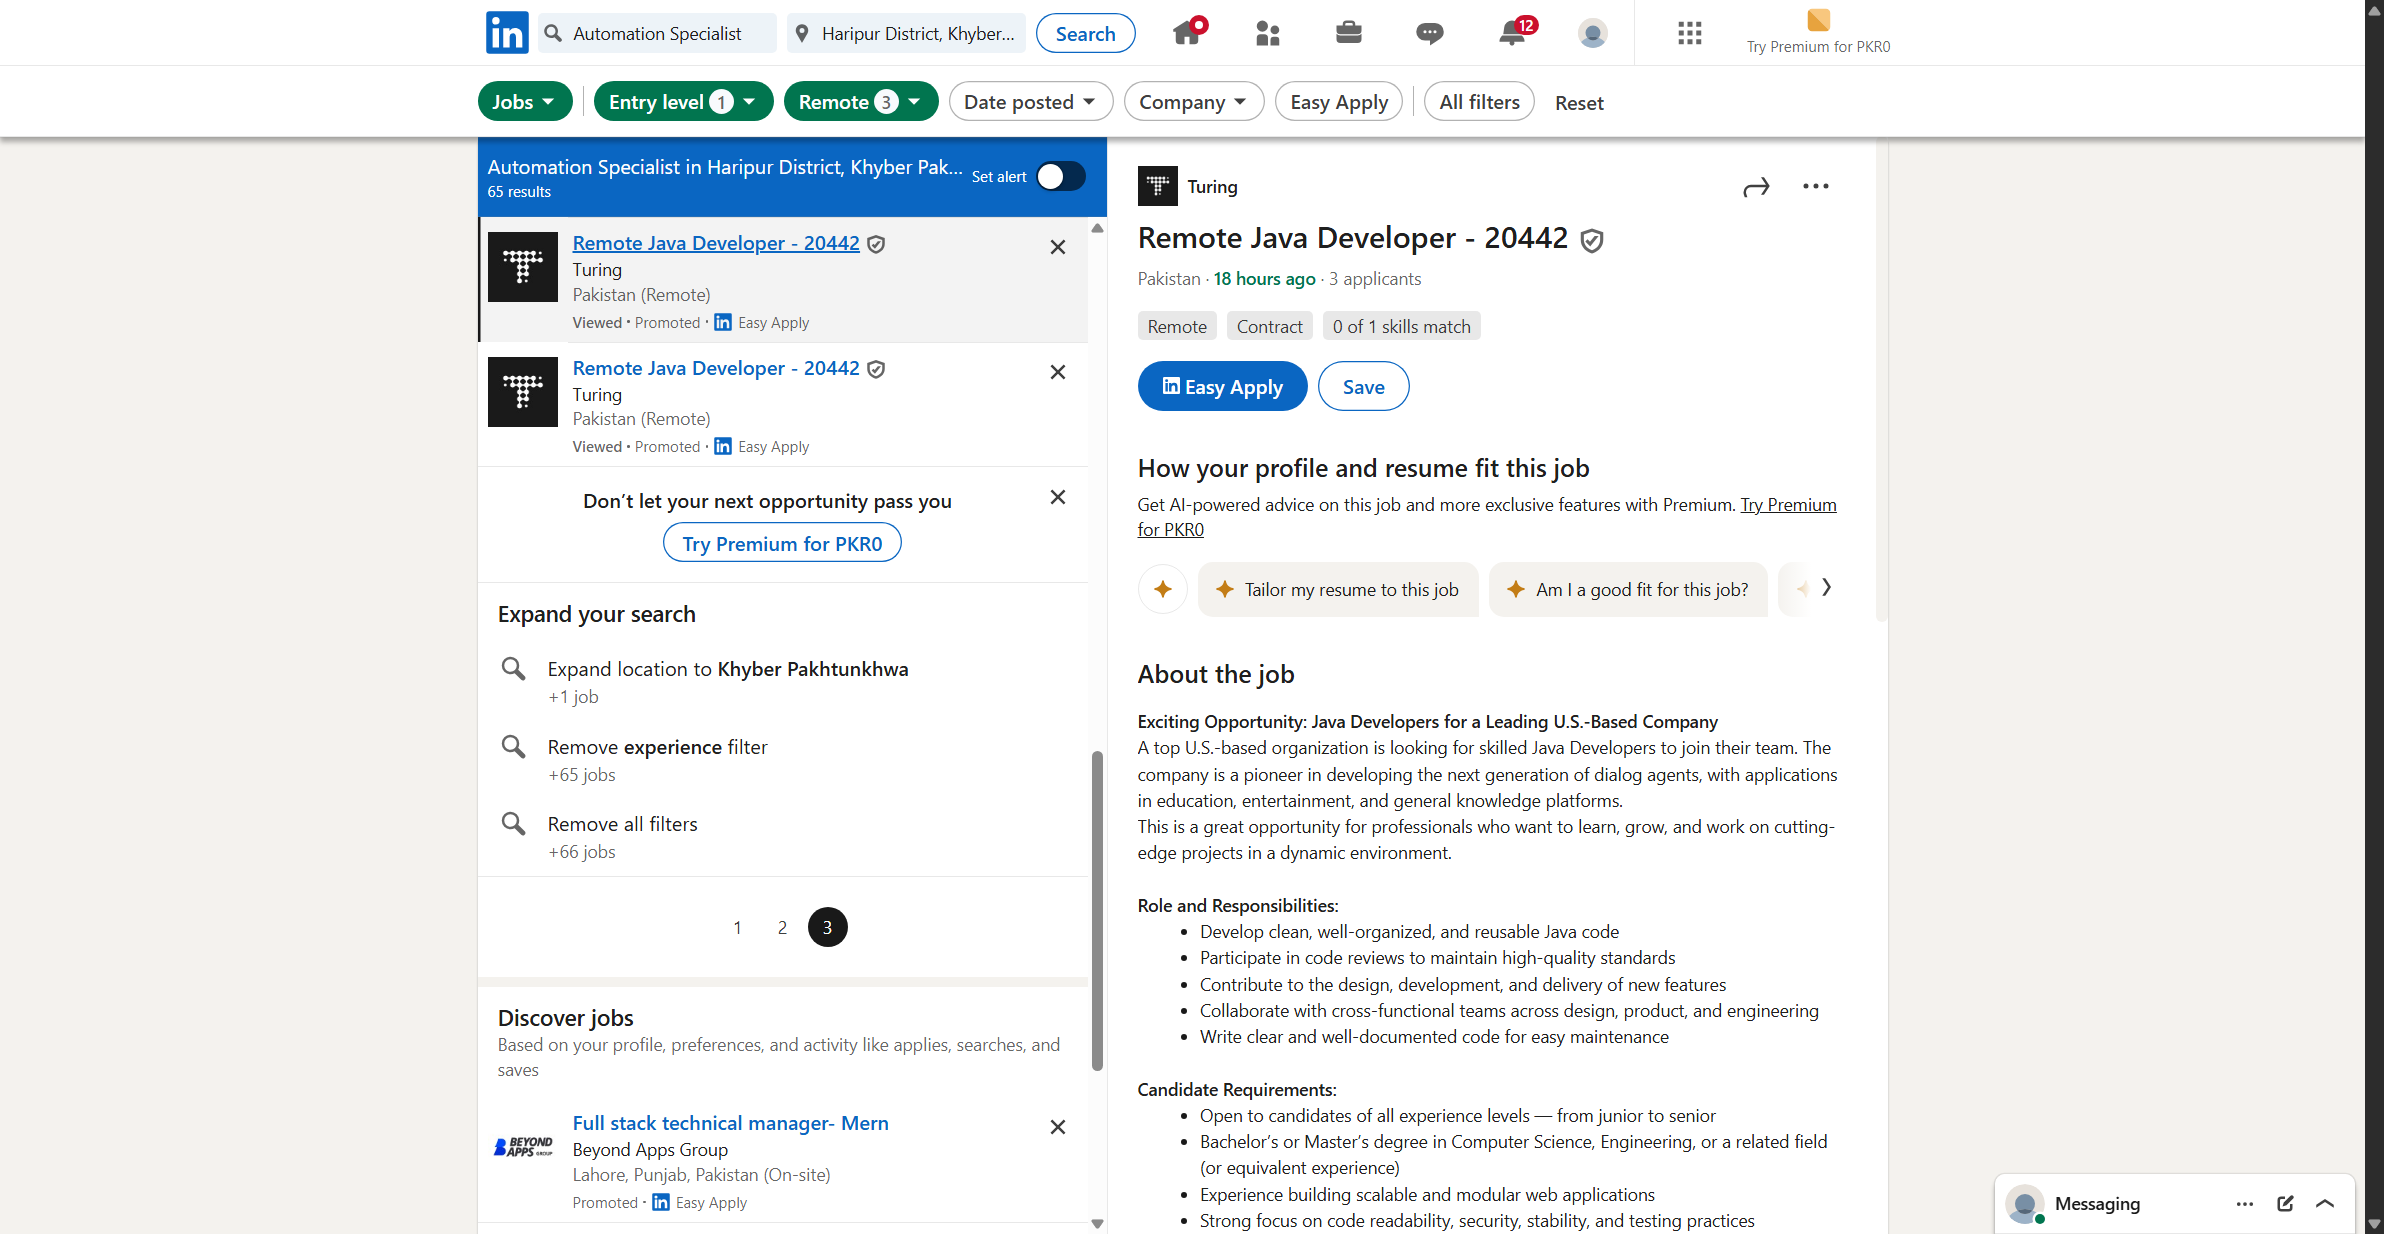 in
Automation Specialist
Haripur District, Khyber...
Search
12
Try Premium for PKR0
Jobs
Entry level 1
Remote 3
Date posted
Company
Easy Apply
All filters
Reset
Automation Specialist in Haripur District, Khyber Pak...
65 results
Set alert
Remote Java Developer - 20442
Turing
Pakistan (Remote)
Viewed • Promoted · in Easy Apply
Remote Java Developer - 20442
Turing
Pakistan (Remote)
Viewed • Promoted · in Easy Apply
Don’t let your next opportunity pass you
Try Premium for PKR0
Expand your search
Expand location to Khyber Pakhtunkhwa
+1 job
Remove experience filter
+65 jobs
Remove all filters
+66 jobs
1 2 3
Discover jobs
Based on your profile, preferences, and activity like applies, searches, and
saves
BEYOND
APPS GROUP
Full stack technical manager- Mern
Beyond Apps Group
Lahore, Punjab, Pakistan (On-site)
Promoted · in Easy Apply
Turing
Remote Java Developer - 20442
Pakistan · 18 hours ago · 3 applicants
Remote
Contract
0 of 1 skills match
in Easy Apply
Save
How your profile and resume fit this job
Get AI-powered advice on this job and more exclusive features with Premium. Try Premium
for PKR0
Tailor my resume to this job
Am I a good fit for this job?
About the job
Exciting Opportunity: Java Developers for a Leading U.S.-Based Company
A top U.S.-based organization is looking for skilled Java Developers to join their team. The
company is a pioneer in developing the next generation of dialog agents, with applications
in education, entertainment, and general knowledge platforms.
This is a great opportunity for professionals who want to learn, grow, and work on cutting-
edge projects in a dynamic environment.
Role and Responsibilities:
• Develop clean, well-organized, and reusable Java code
• Participate in code reviews to maintain high-quality standards
• Contribute to the design, development, and delivery of new features
• Collaborate with cross-functional teams across design, product, and engineering
• Write clear and well-documented code for easy maintenance
Candidate Requirements:
• Open to candidates of all experience levels — from junior to senior
• Bachelor’s or Master’s degree in Computer Science, Engineering, or a related field
(or equivalent experience)
• Experience building scalable and modular web applications
• Strong focus on code readability, security, stability, and testing practices
Messaging